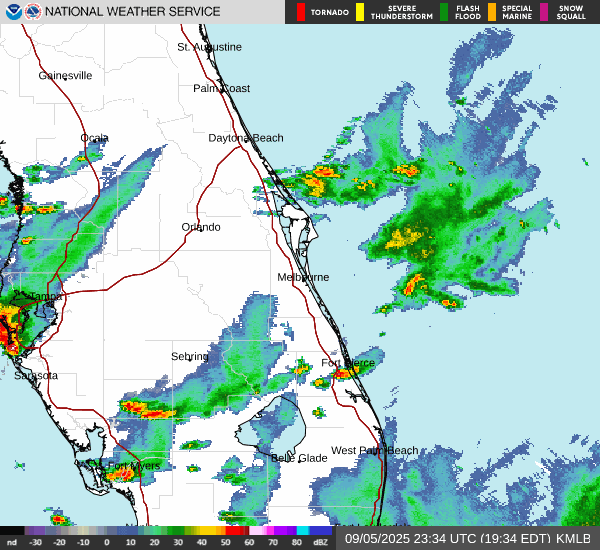 NATIONAL WEATHER SERVICE
TORNADO
SEVERE THUNDERSTORM
FLASH FLOOD
SPECIAL MARINE
SNOW SQUALL
St. Augustine
Gainesville
Palm Coast
Ocala
Daytona Beach
Orlando
Melbourne
Tampa
Sebring
Fort Pierce
Sarasota
West Palm Beach
Belle Glade
Fort Myers
nd -30 -20 -10 0 10 20 30 40 50 60 70 80 dBZ
09/05/2025 23:34 UTC (19:34 EDT) KMLB